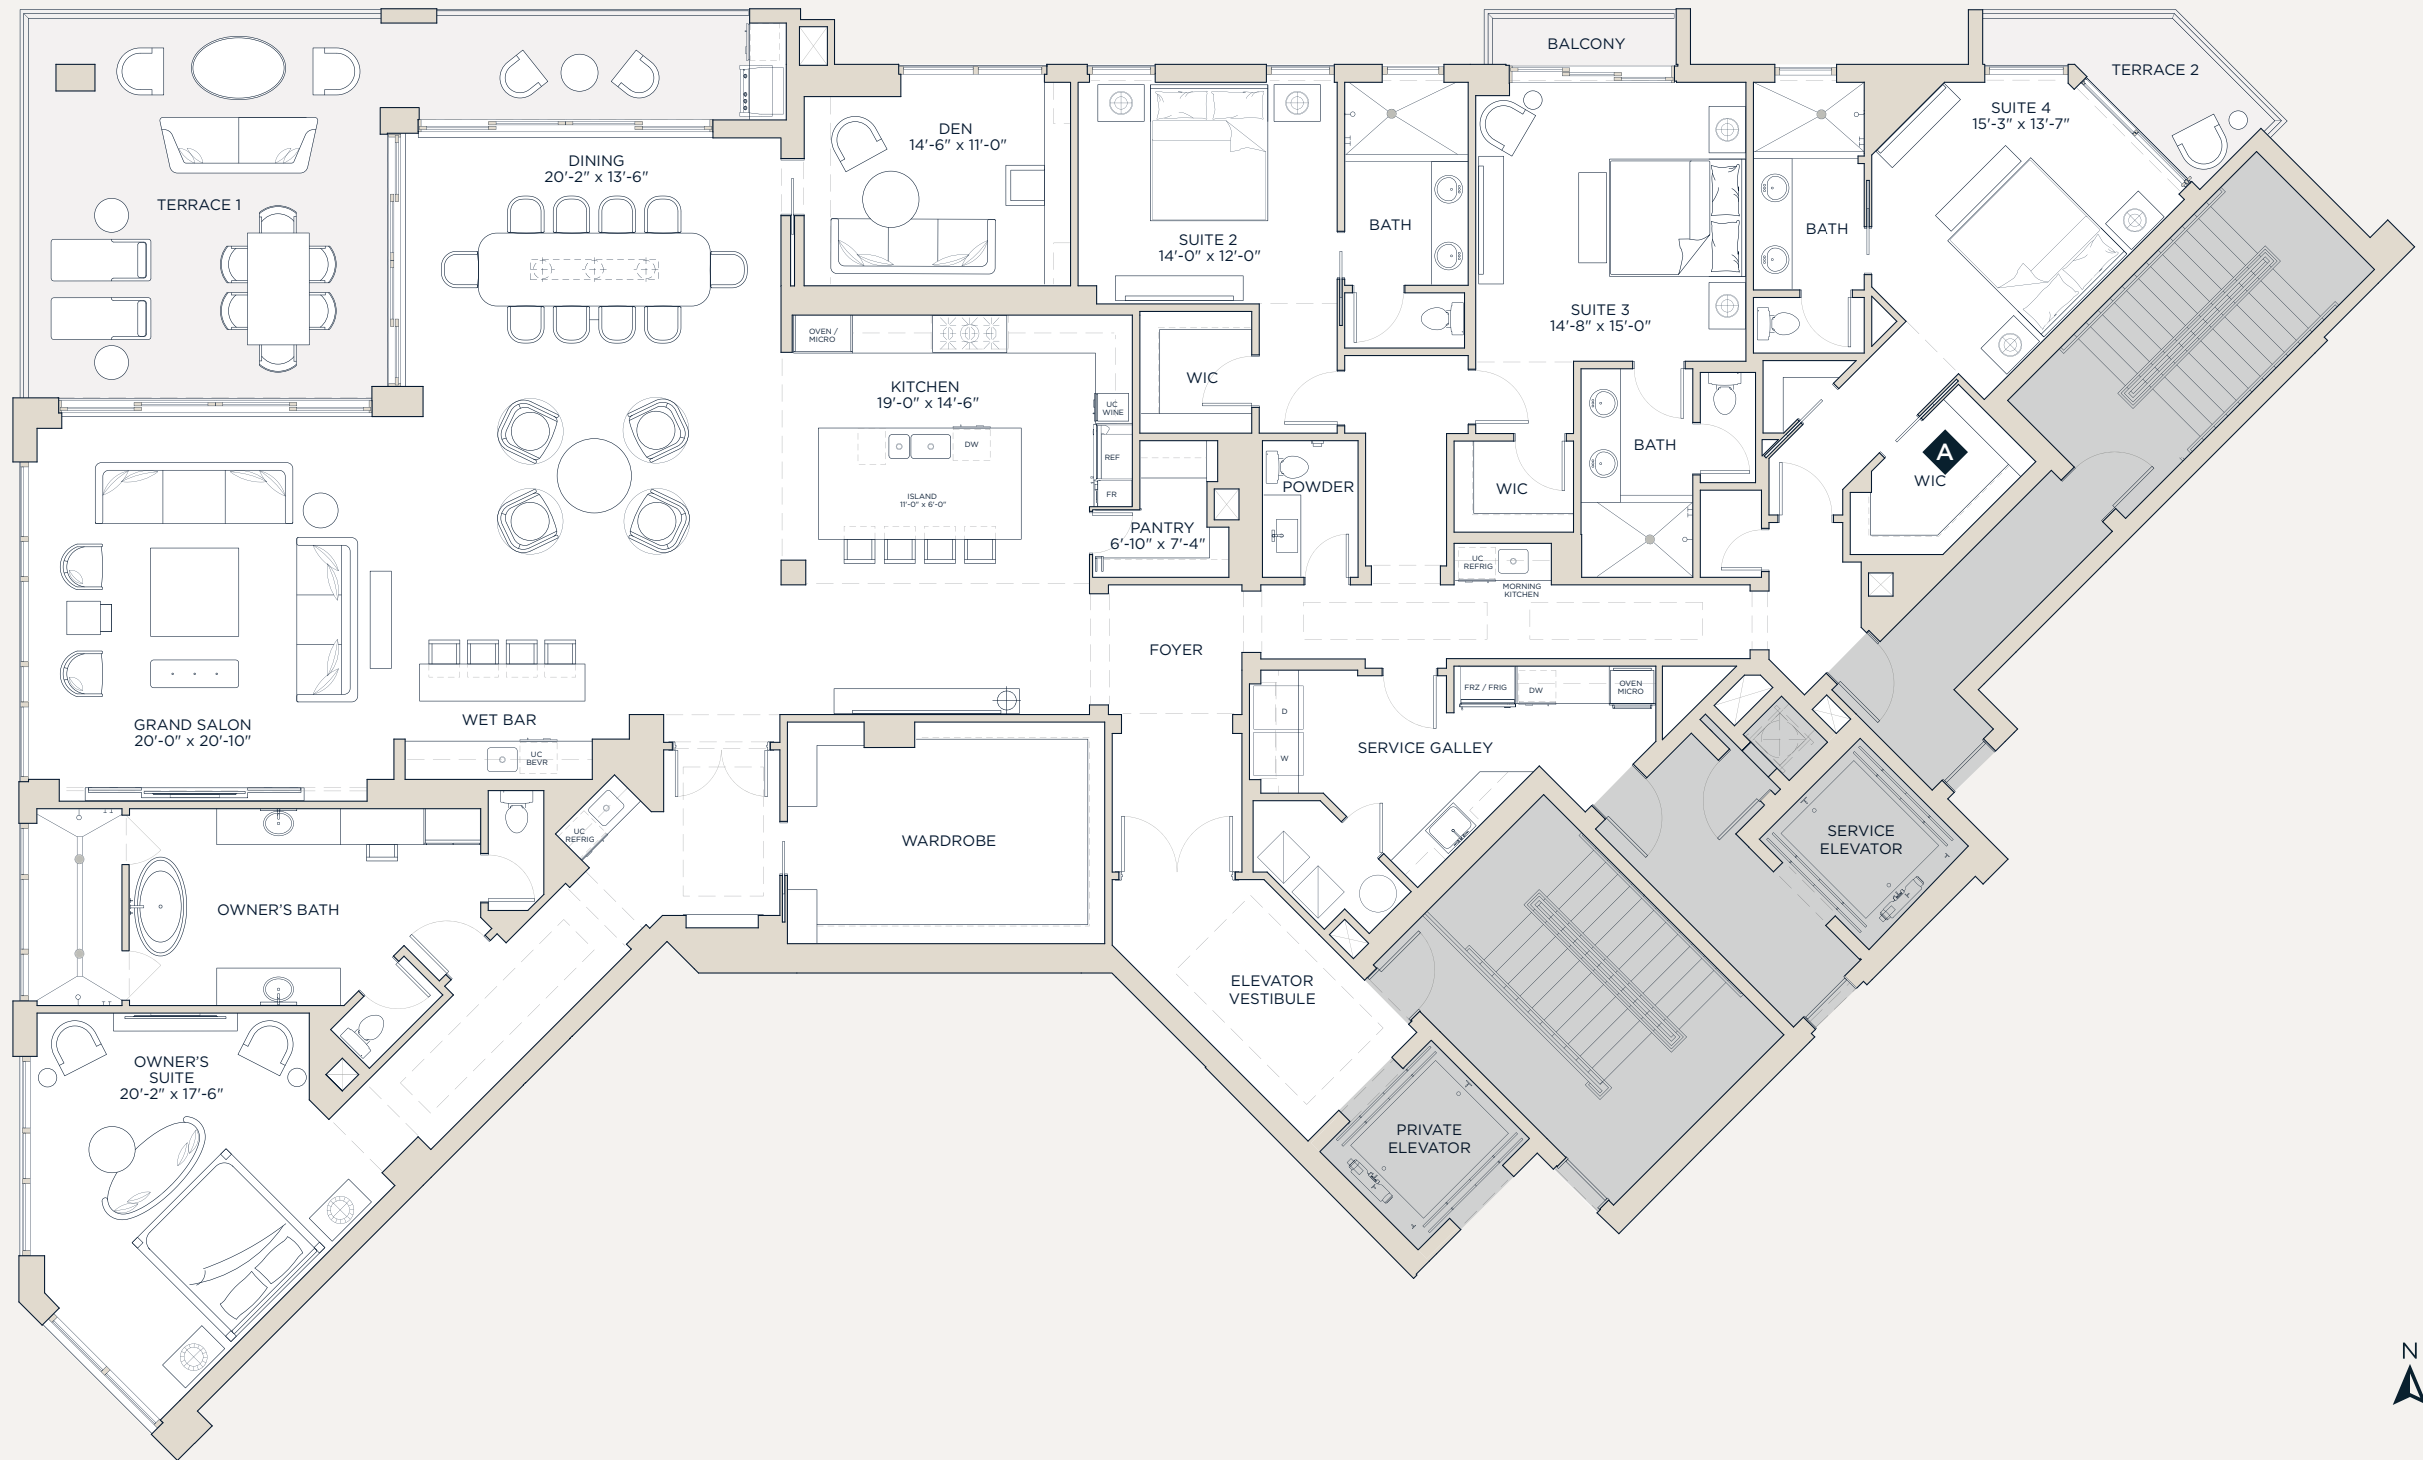 BALCONY
TERRACE 2
SUITE 4
15'-3" x 13'-7"
DEN
14'-6" x 11'-0"
DINING
20'-2" x 13'-6"
TERRACE 1
BATH
BATH
SUITE 2
14'-0" x 12'-0"
SUITE 3
14'-8" x 15'-0"
OVEN /
MICRO
WIC
KITCHEN
19'-0" x 14'-6"
UC
WINE
DW
REF
FR
ISLAND
11'-0" x 6'-0"
BATH
A
WIC
WIC
POWDER
PANTRY
6'-10" x 7'-4"
UC
REFRIG
MORNING
KITCHEN
FOYER
FRZ / FRIG
DW
OVEN
MICRO
D
W
SERVICE GALLEY
GRAND SALON
20'-0" x 20'-10"
WET BAR
UC
BEVR
UC
REFRIG
WARDROBE
SERVICE
ELEVATOR
OWNER'S BATH
ELEVATOR
VESTIBULE
OWNER'S
SUITE
20'-2" x 17'-6"
PRIVATE
ELEVATOR
N